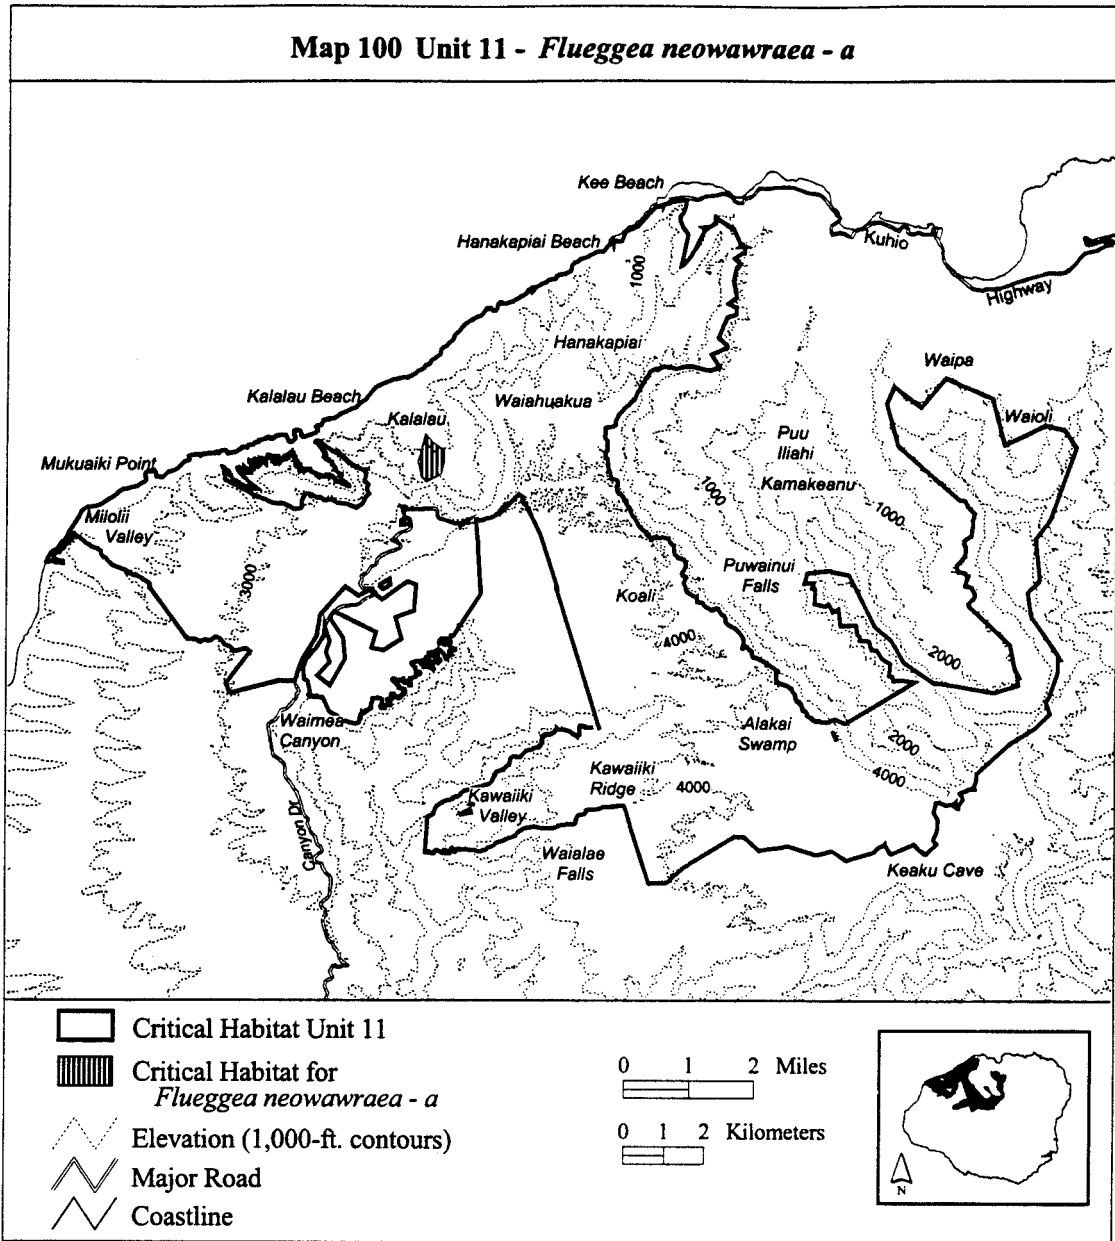 Map 100 Unit 11 - Flueggea neowawraea - a
Kee Beach
Hanakapiai Beach
Kuhio
Highway
1000
Hanakapiai
Waipa
Kalalau Beach
Waiahuakua
Kalalau
Waioli
Puu
Iliahi
Mukuaiki Point
Kamakeanu
1000
1000
Milolii
Valley
3000
Puwainui
Falls
Koali
4000
2000
Waimea
Canyon
Alakai
Swamp
2000
Kawaiiki
Ridge
4000
4000
Kawaiiki
Valley
Canyon Dr
Waialae
Falls
Keaku Cave
Critical Habitat Unit 11
Critical Habitat for
Flueggea neowawraea - a
Elevation (1,000-ft. contours)
Major Road
Coastline
0 1 2 Miles
0 1 2 Kilometers
N